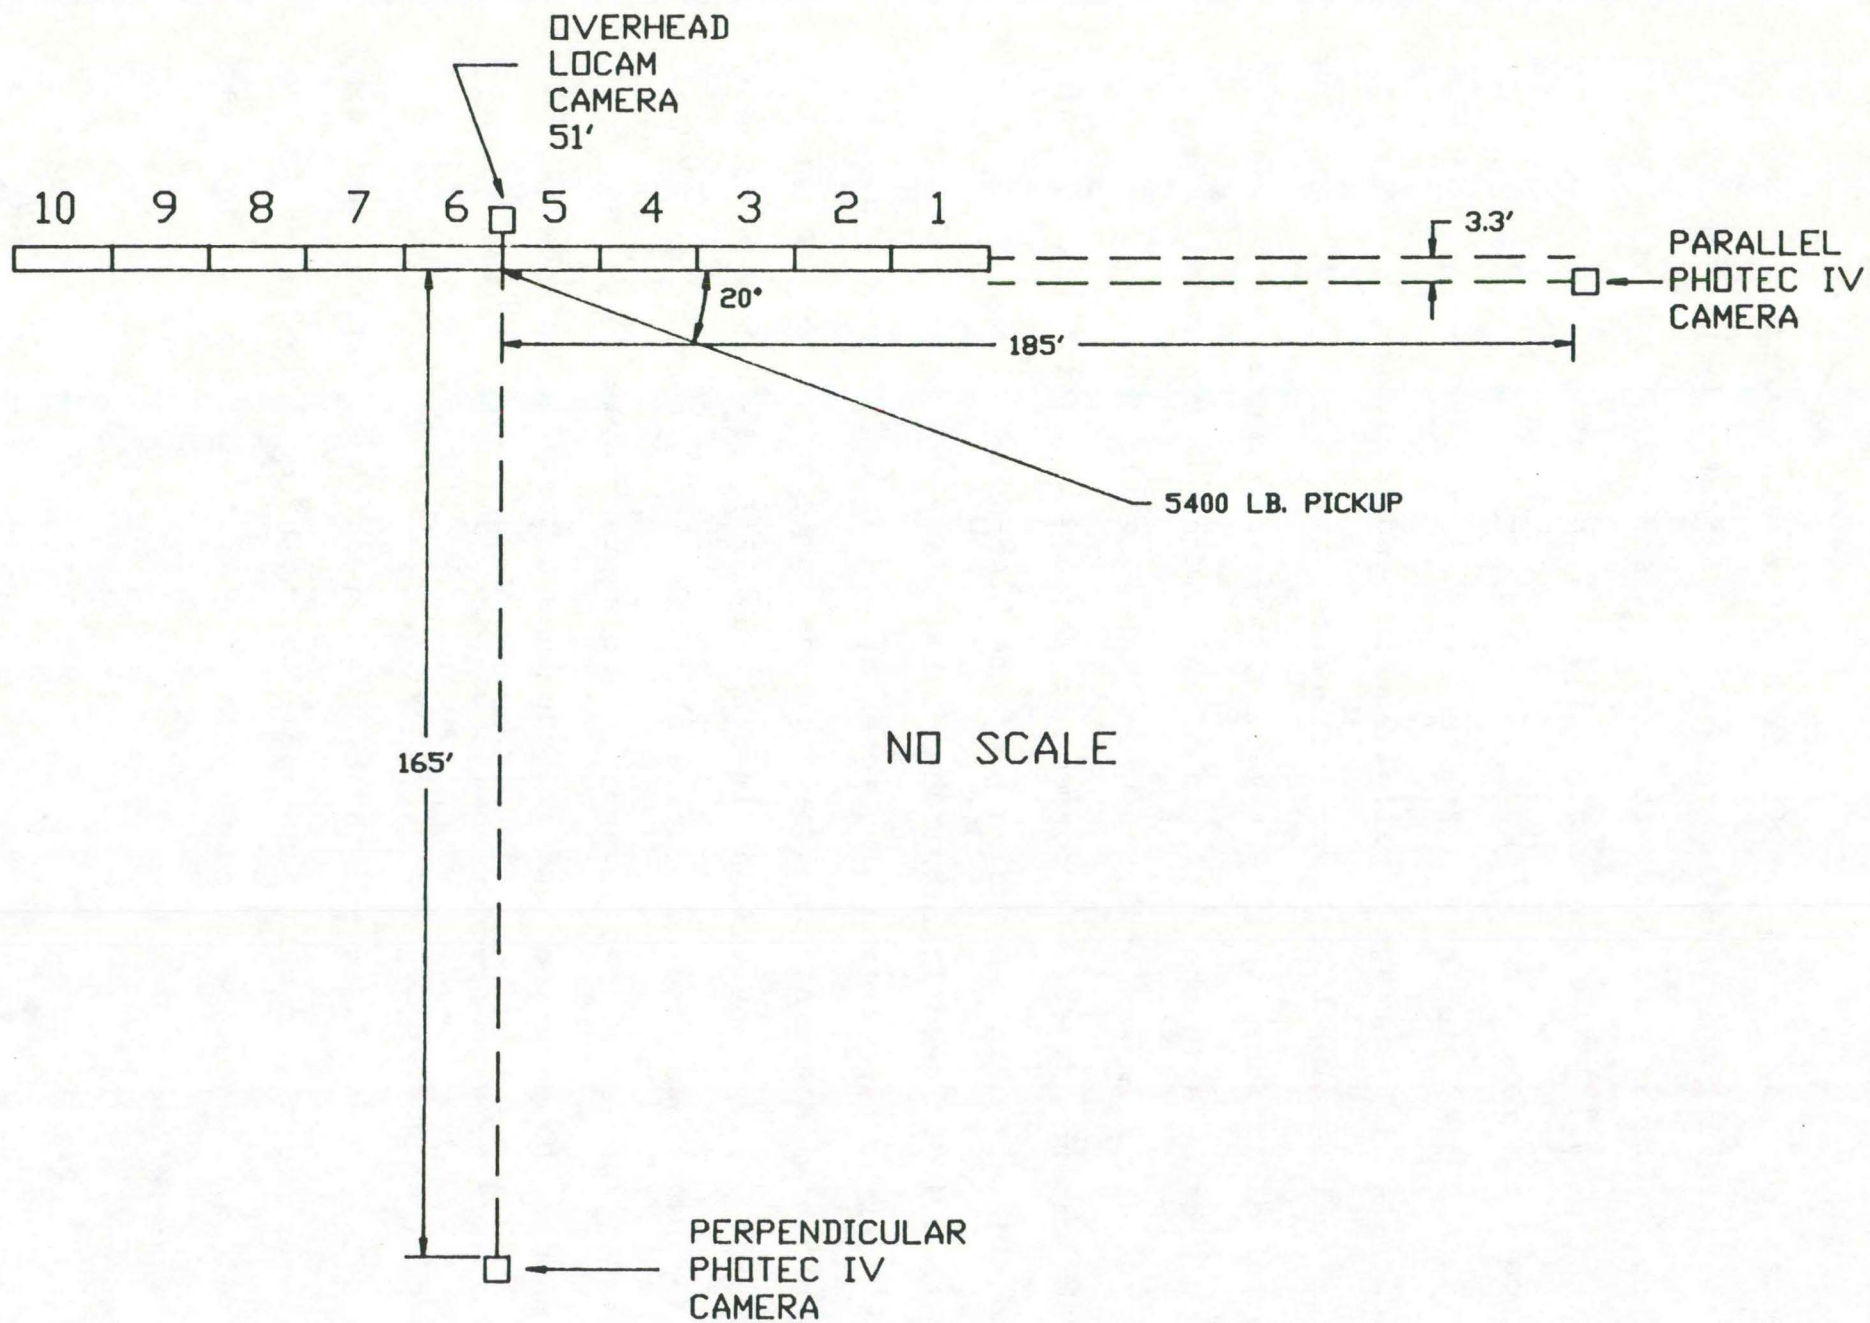 OVERHEAD
LOCAM
CAMERA
51'
10 9 8 7 6 5 4 3 2 1
3.3'
PARALLEL
PHOTEC IV
CAMERA
20°
185'
5400 LB. PICKUP
NO SCALE
165'
PERPENDICULAR
PHOTEC IV
CAMERA